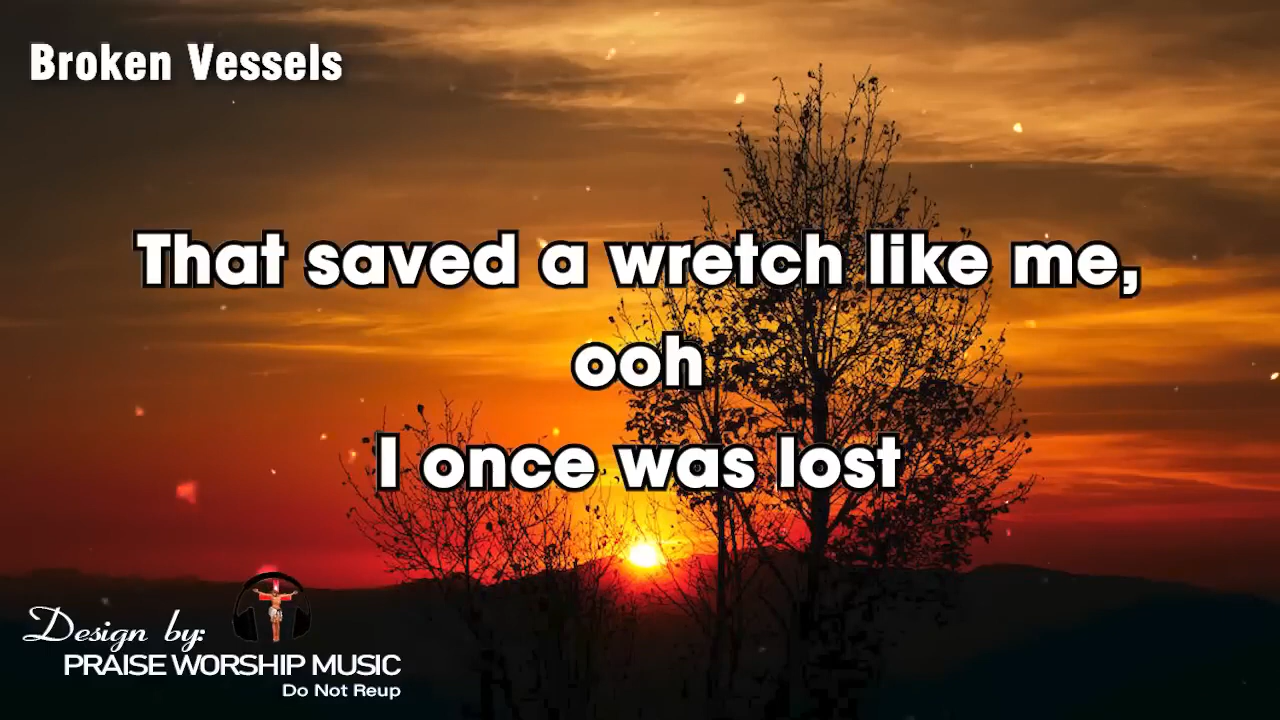 Broken Vessels
That saved a wretch like me,
ooh
I once was lost
Design by:
PRAISE WORSHIP MUSIC
Do Not Reup